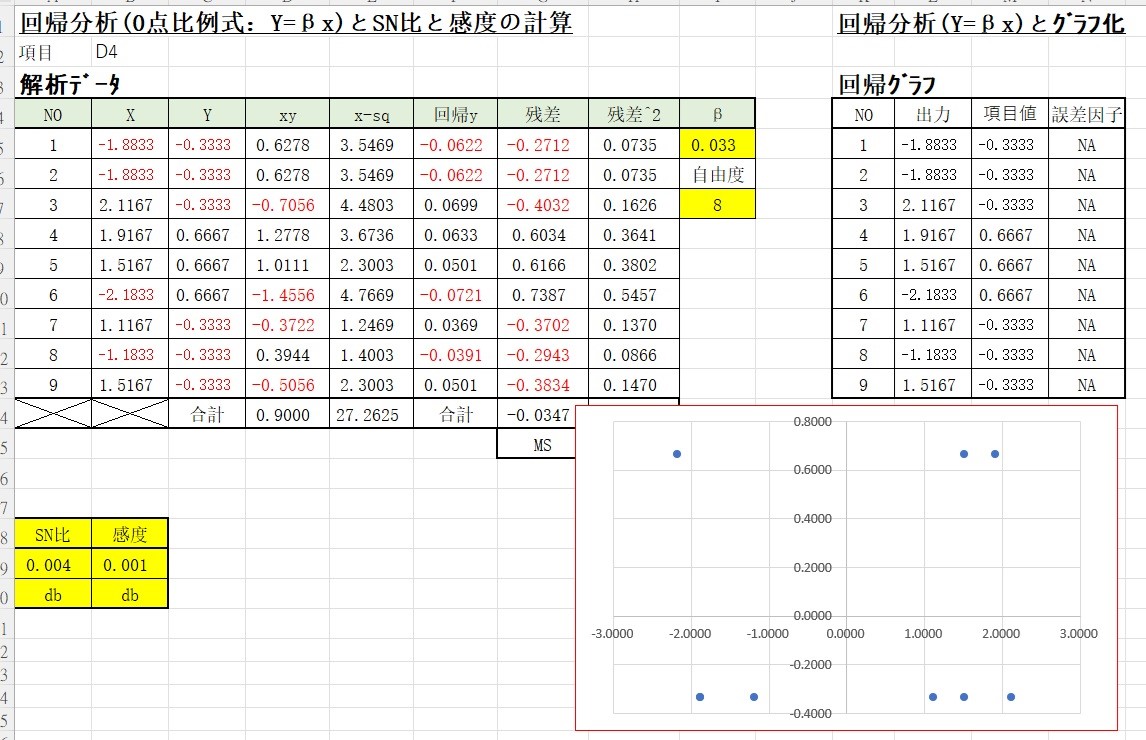 回帰分析(0点比例式: Y=βx)とSN比と感度の計算
項目 D4
解析ﾃﾞｰﾀ
NO X Y xy x-sq 回帰y 残差 残差^2 β
1 -1.8833 -0.3333 0.6278 3.5469 -0.0622 -0.2712 0.0735 0.033
2 -1.8833 -0.3333 0.6278 3.5469 -0.0622 -0.2712 0.0735 自由度
3 2.1167 -0.3333 -0.7056 4.4803 0.0699 -0.4032 0.1626 8
4 1.9167 0.6667 1.2778 3.6736 0.0633 0.6034 0.3641
5 1.5167 0.6667 1.0111 2.3003 0.0501 0.6166 0.3802
6 -2.1833 0.6667 -1.4556 4.7669 -0.0721 0.7387 0.5457
7 1.1167 -0.3333 -0.3722 1.2469 0.0369 -0.3702 0.1370
8 -1.1833 -0.3333 0.3944 1.4003 -0.0391 -0.2943 0.0866
9 1.5167 -0.3333 -0.5056 2.3003 0.0501 -0.3834 0.1470
合計 0.9000 27.2625 合計 -0.0347
MS
SN比 感度
0.004 0.001
db db
回帰分析(Y=βx)とｸﾞﾗﾌ化
回帰ｸﾞﾗﾌ
NO 出力 項目値 誤差因子
1 -1.8833 -0.3333 NA
2 -1.8833 -0.3333 NA
3 2.1167 -0.3333 NA
4 1.9167 0.6667 NA
5 1.5167 0.6667 NA
6 -2.1833 0.6667 NA
7 1.1167 -0.3333 NA
8 -1.1833 -0.3333 NA
9 1.5167 -0.3333 NA
0.8000
0.6000
0.4000
0.2000
0.0000
-3.0000 -2.0000 -1.0000 0.0000 1.0000 2.0000 3.0000
-0.2000
-0.4000